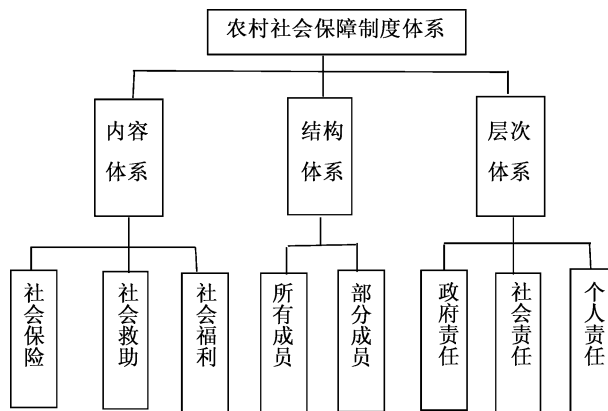 农村社会保障制度体系
内容
体系
结构
体系
层次
体系
社会保险
社会救助
社会福利
所有成员
部分成员
政府责任
社会责任
个人责任